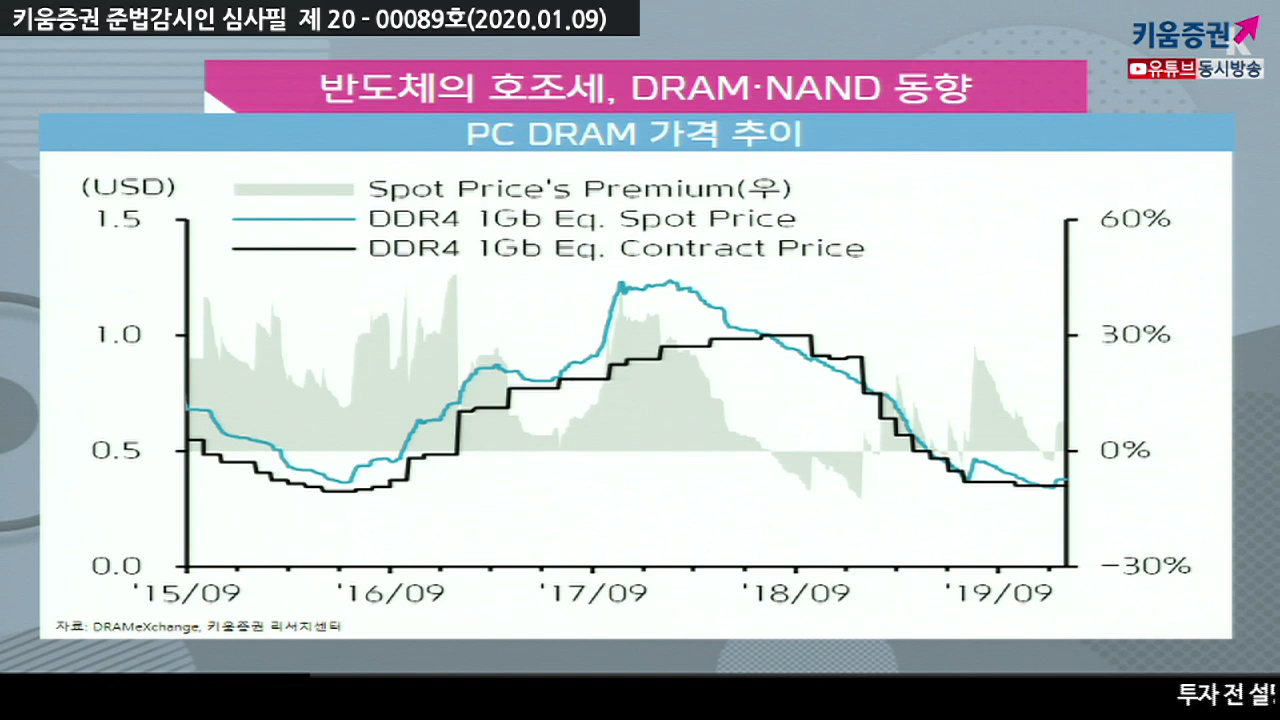 키움증권 준법감시인 심사필 제 20 - 00089호(2020.01.09)
키움증권
유튜브 동시방송
반도체의 호조세, DRAM·NAND 동향
PC DRAM 가격 추이
(USD)
Spot Price's Premium(우)
DDR4 1Gb Eq. Spot Price
DDR4 1Gb Eq. Contract Price
1.5
1.0
0.5
0.0
60%
30%
0%
-30%
'15/09 '16/09 '17/09 '18/09 '19/09
자료: DRAMeXchange, 키움증권 리서치센터
투자 전 설